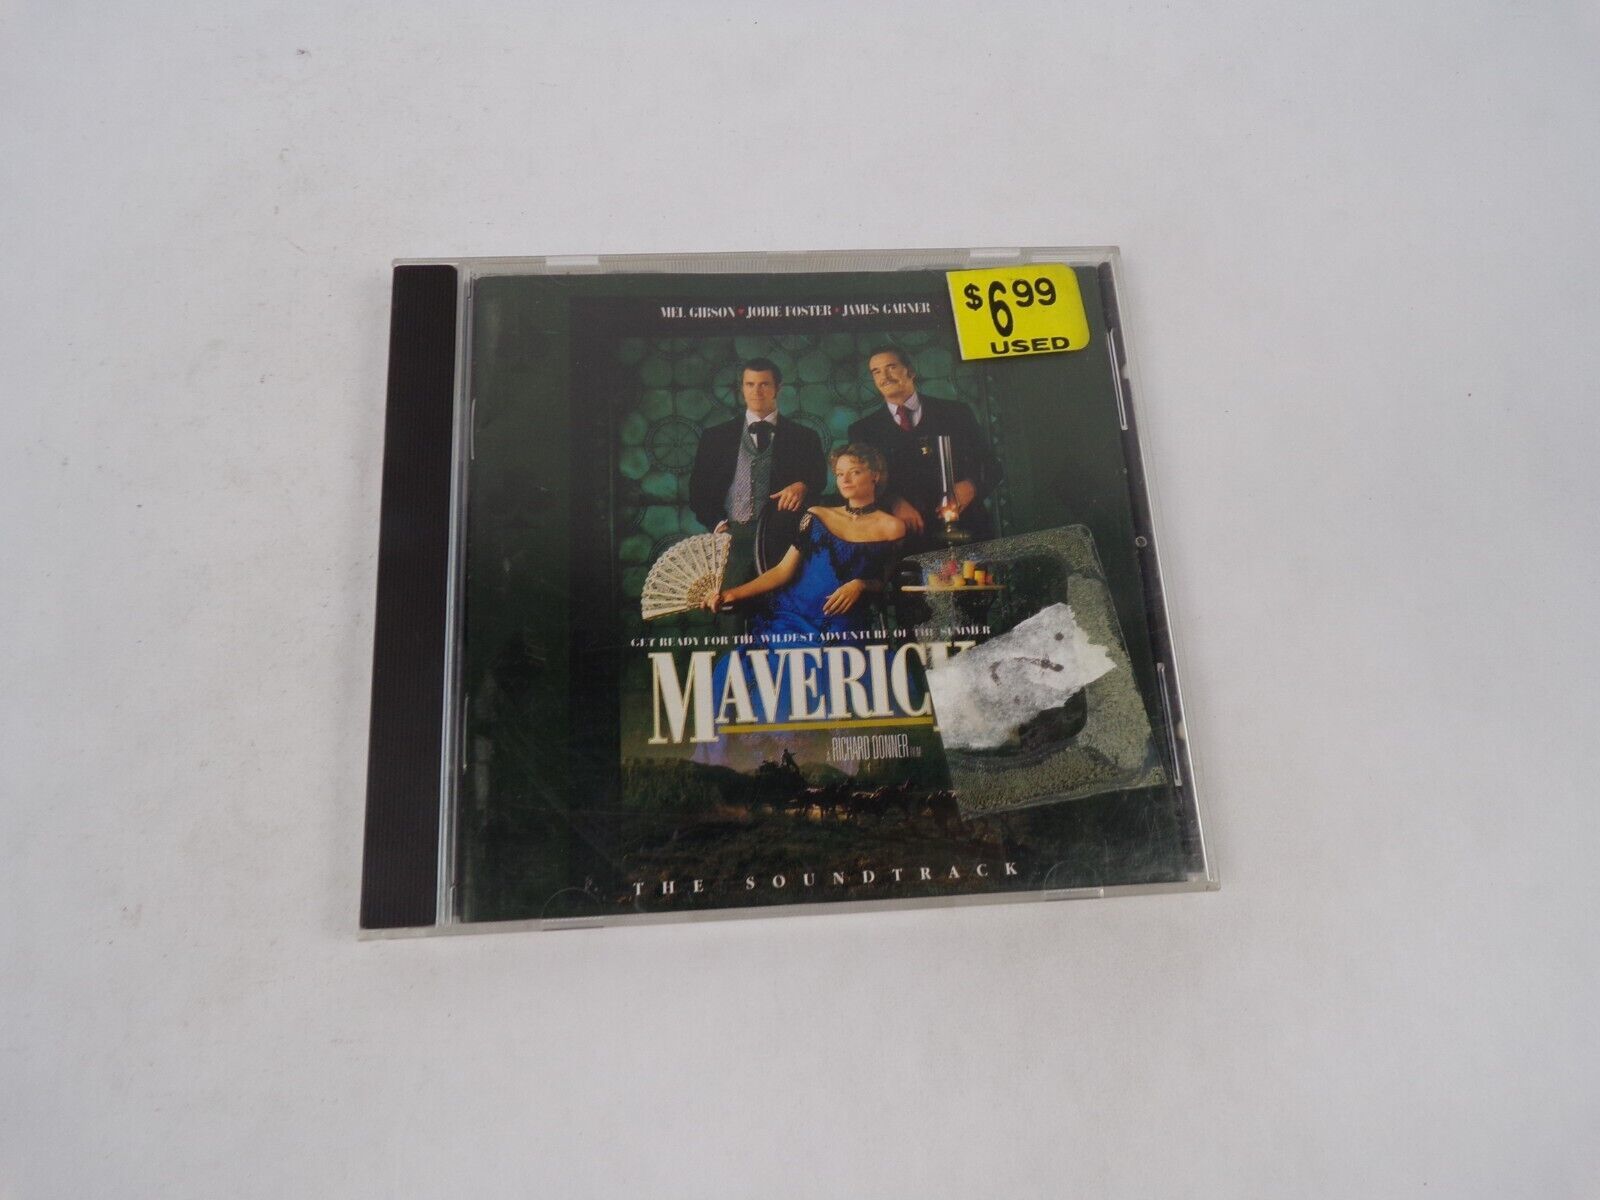 MEL GIBSON • JODIE FOSTER • JAMES GARNER
$6.99
USED
GET READY FOR THE WILDEST ADVENTURE OF THE SUMMER
MAVERICK
A RICHARD DONNER FILM
THE SOUNDTRACK